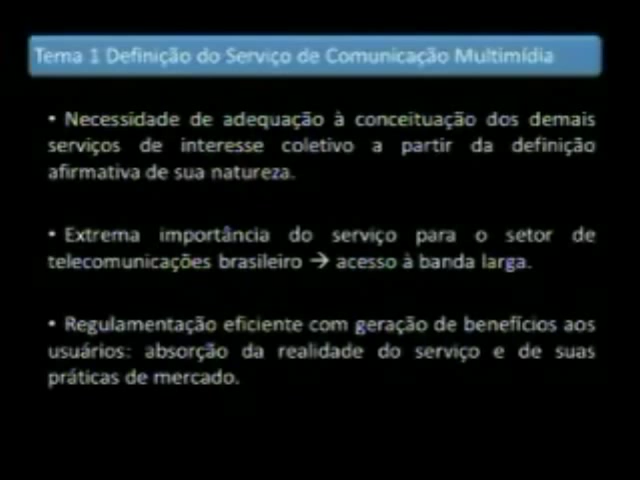 Tema 1 Definição do Serviço de Comunicação Multimídia
• Necessidade de adequação à conceituação dos demais
serviços de interesse coletivo a partir da definição
afirmativa de sua natureza.
• Extrema importância do serviço para o setor de
telecomunicações brasileiro → acesso à banda larga.
• Regulamentação eficiente com geração de benefícios aos
usuários: absorção da realidade do serviço e de suas
práticas de mercado.